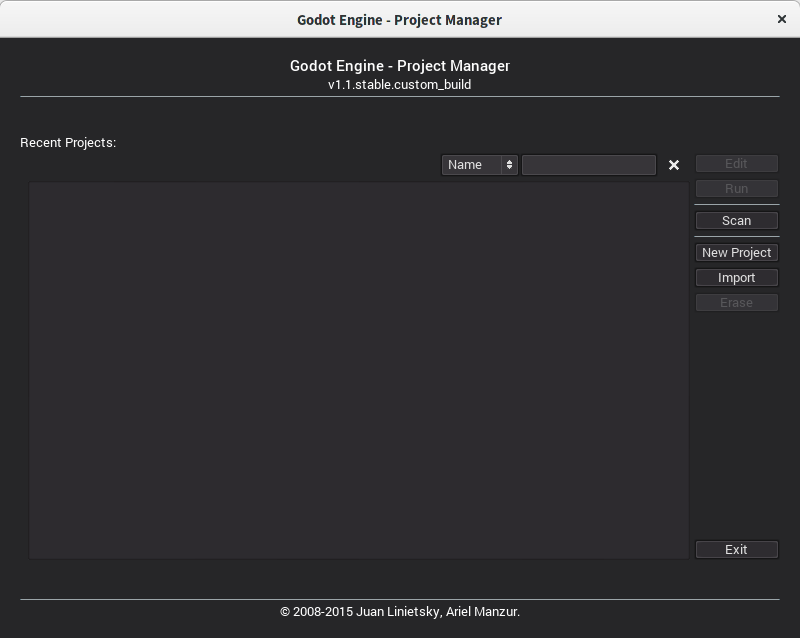 Godot Engine - Project Manager
Godot Engine - Project Manager
v1.1.stable.custom_build
Recent Projects:
Name
Edit
Run
Scan
New Project
Import
Erase
Exit
© 2008-2015 Juan Linietsky, Ariel Manzur.